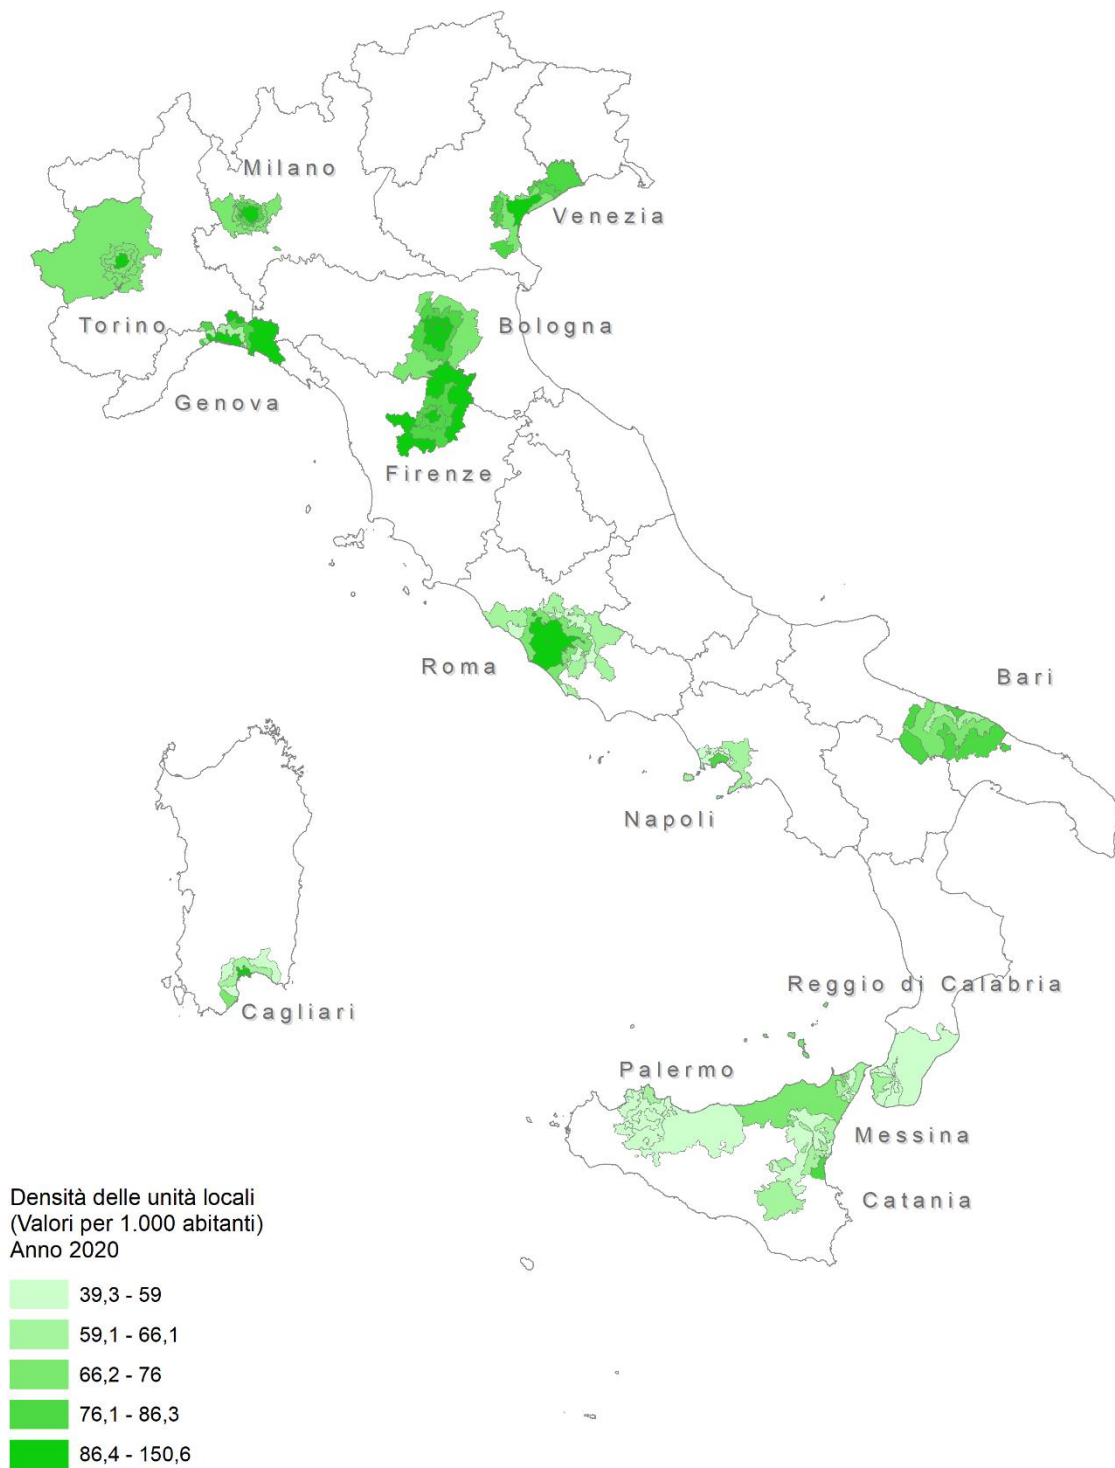 Milano
Venezia
Torino
Bologna
Genova
Firenze
Roma
Bari
Napoli
Cagliari
Reggio di Calabria
Palermo
Messina
Catania
Densità delle unità locali
(Valori per 1.000 abitanti)
Anno 2020
39,3 - 59
59,1 - 66,1
66,2 - 76
76,1 - 86,3
86,4 - 150,6